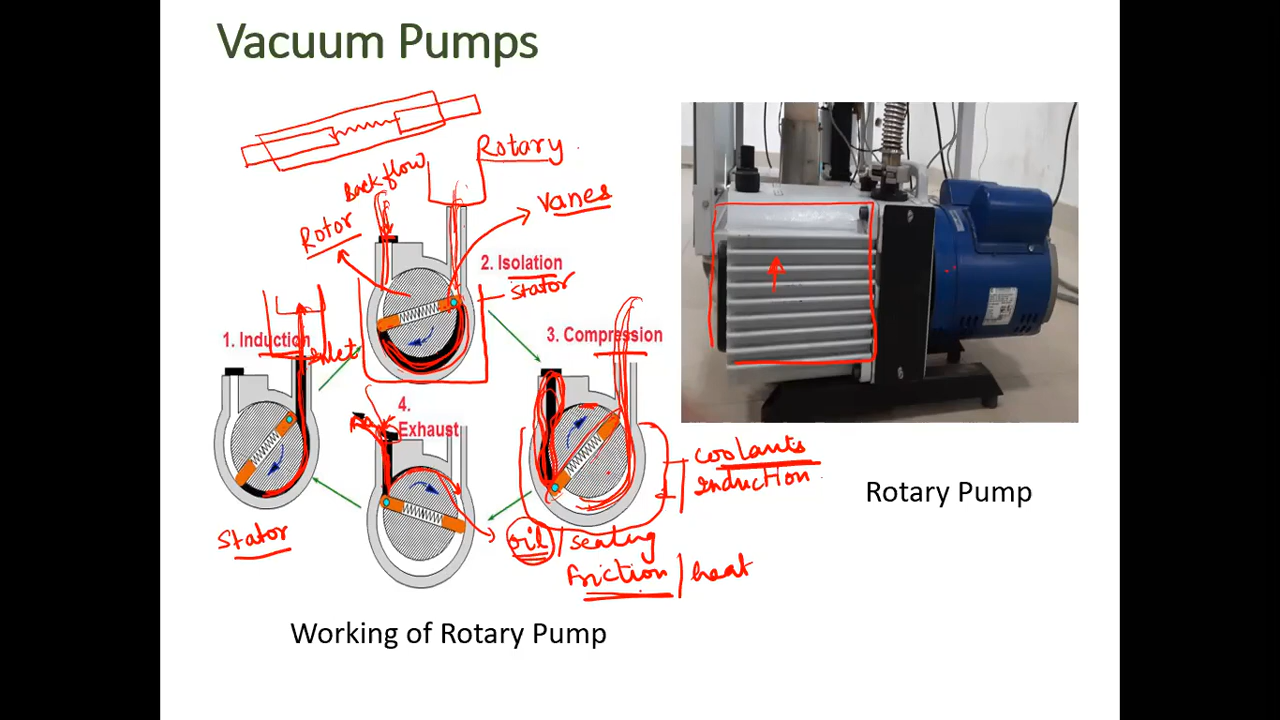 Vacuum Pumps
Rotary
Back flow
Vanes
Rotor
2. Isolation
Stator
1. Induction
Inlet
3. Compression
4.
Exhaust
coolants
Induction
Rotary Pump
Stator
oil / sealing
friction / heat
Working of Rotary Pump